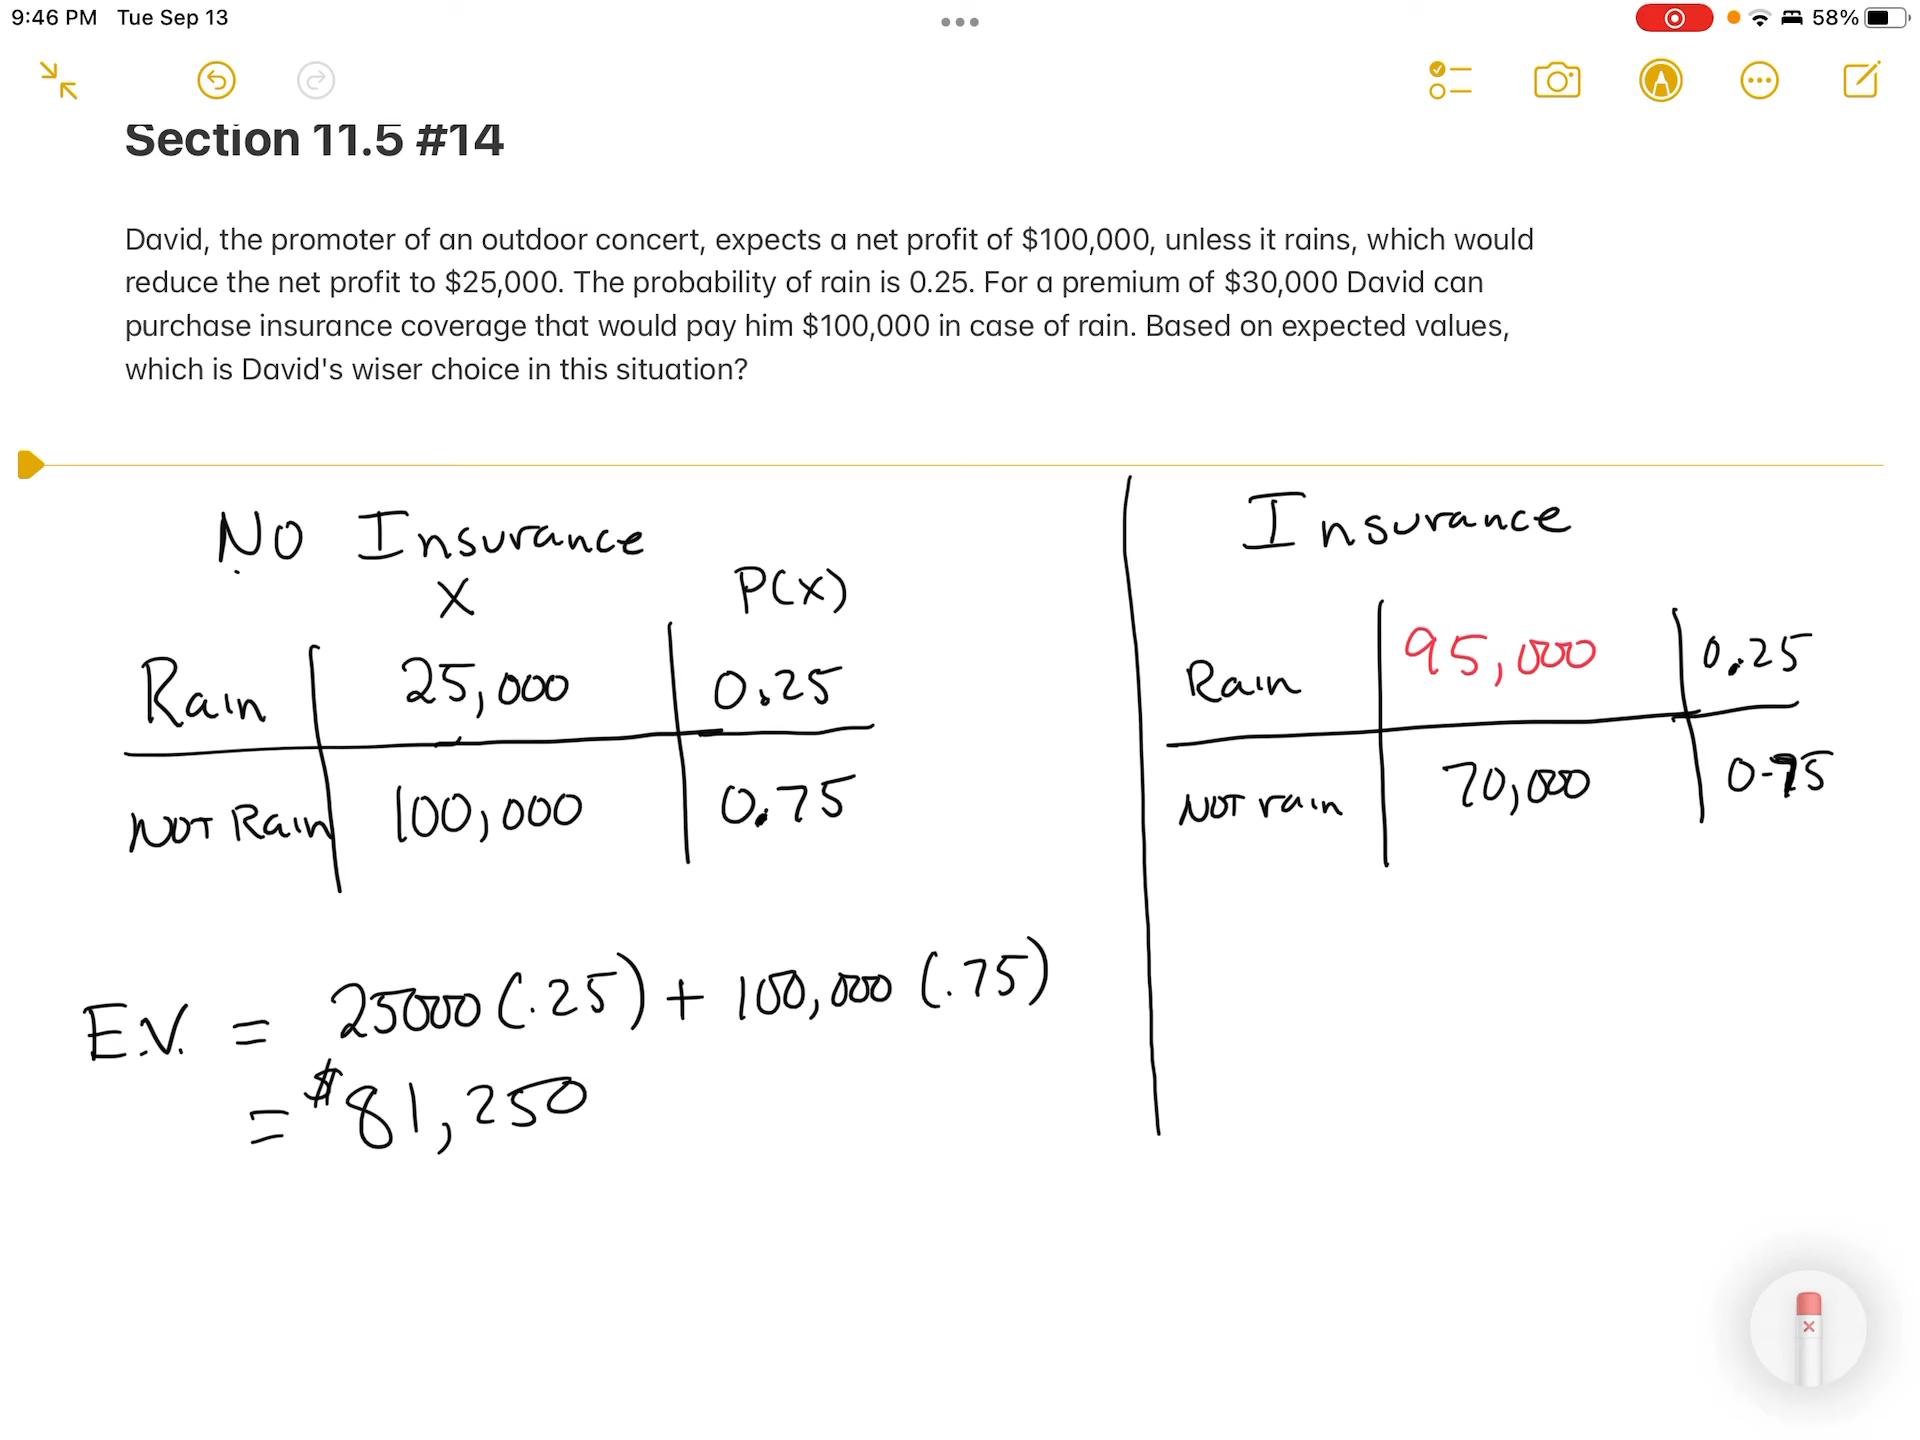 9:46 PM Tue Sep 13
58%
Section 11.5 #14
David, the promoter of an outdoor concert, expects a net profit of $100,000, unless it rains, which would
reduce the net profit to $25,000. The probability of rain is 0.25. For a premium of $30,000 David can
purchase insurance coverage that would pay him $100,000 in case of rain. Based on expected values,
which is David's wiser choice in this situation?
No Insurance
X P(X)
Rain 25,000 0.25
NOT Rain 100,000 0.75
E.V. = 25000 (.25) + 100,000 (.75)
= $81,250
Insurance
Rain 95,000 0.25
NOT rain 70,000 0.75